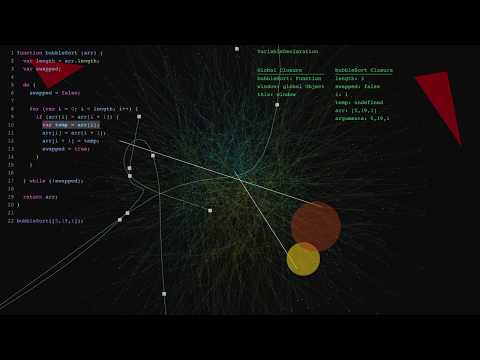 1 function bubbleSort (arr) {
2 var length = arr.length;
3 var swapped;
4
5 do {
6 swapped = false;
7
8 for (var i = 0; i < length; i++) {
9 if (arr[i] > arr[i + 1]) {
10 var temp = arr[i];
11 arr[i] = arr[i + 1];
12 arr[i + 1] = temp;
13 swapped = true;
14 }
15 }
16
17 } while (!swapped);
18
19 return arr;
20 }
21
22 bubbleSort([5,19,1]);
VariableDeclaration
Global Closure
bubbleSort: Function
window: global Object
this: window
bubbleSort Closure
length: 3
swapped: false
i: 1
temp: undefined
arr: [5,19,1]
arguments: 5,19,1